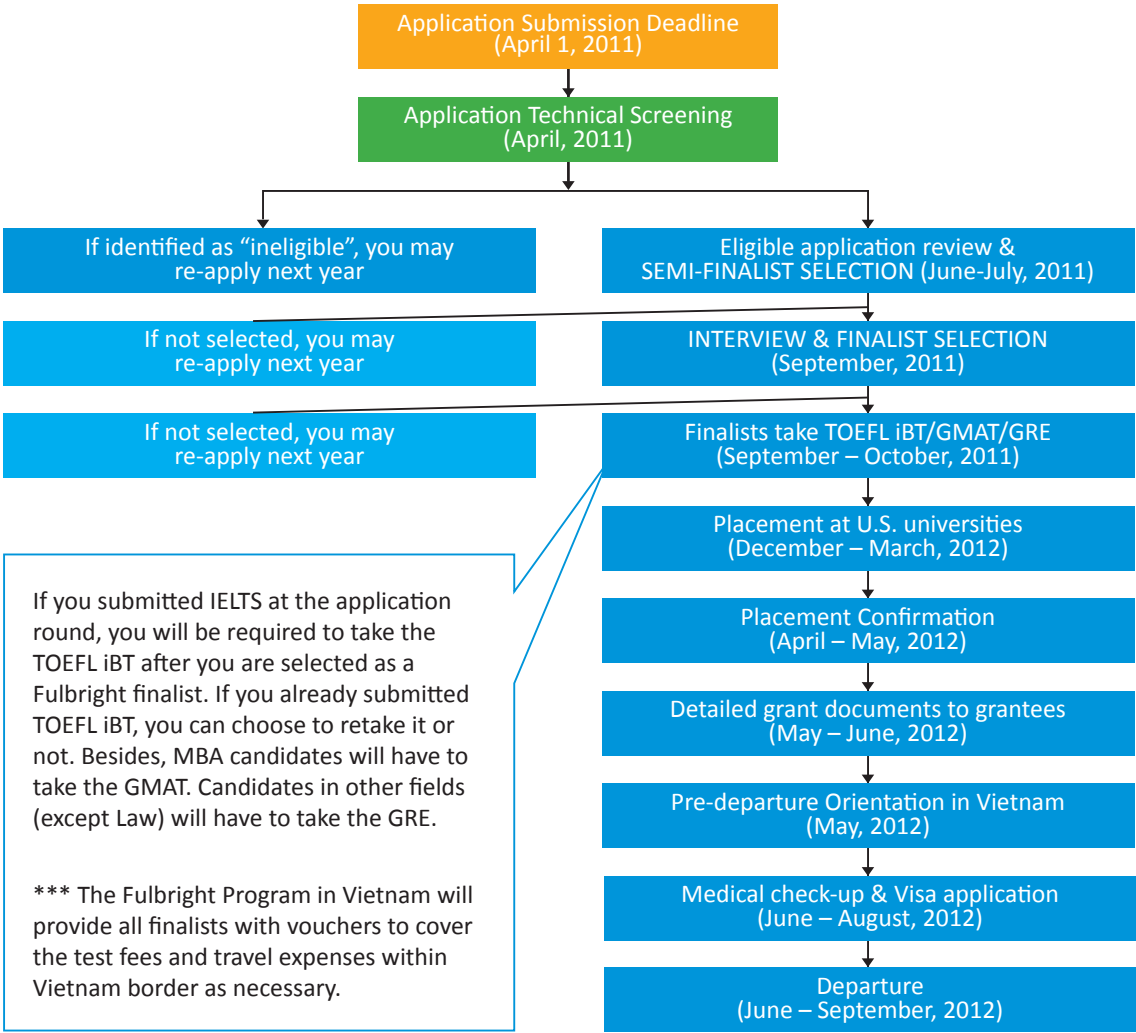 Application Submission Deadline
(April 1, 2011)
Application Technical Screening
(April, 2011)
If identified as “ineligible”, you may
re-apply next year
Eligible application review &
SEMI-FINALIST SELECTION (June-July, 2011)
If not selected, you may
re-apply next year
INTERVIEW & FINALIST SELECTION
(September, 2011)
If not selected, you may
re-apply next year
Finalists take TOEFL iBT/GMAT/GRE
(September – October, 2011)
Placement at U.S. universities
(December – March, 2012)
Placement Confirmation
(April – May, 2012)
Detailed grant documents to grantees
(May – June, 2012)
Pre-departure Orientation in Vietnam
(May, 2012)
Medical check-up & Visa application
(June – August, 2012)
Departure
(June – September, 2012)
If you submitted IELTS at the application
round, you will be required to take the
TOEFL iBT after you are selected as a
Fulbright finalist. If you already submitted
TOEFL iBT, you can choose to retake it or
not. Besides, MBA candidates will have to
take the GMAT. Candidates in other fields
(except Law) will have to take the GRE.
*** The Fulbright Program in Vietnam will
provide all finalists with vouchers to cover
the test fees and travel expenses within
Vietnam border as necessary.